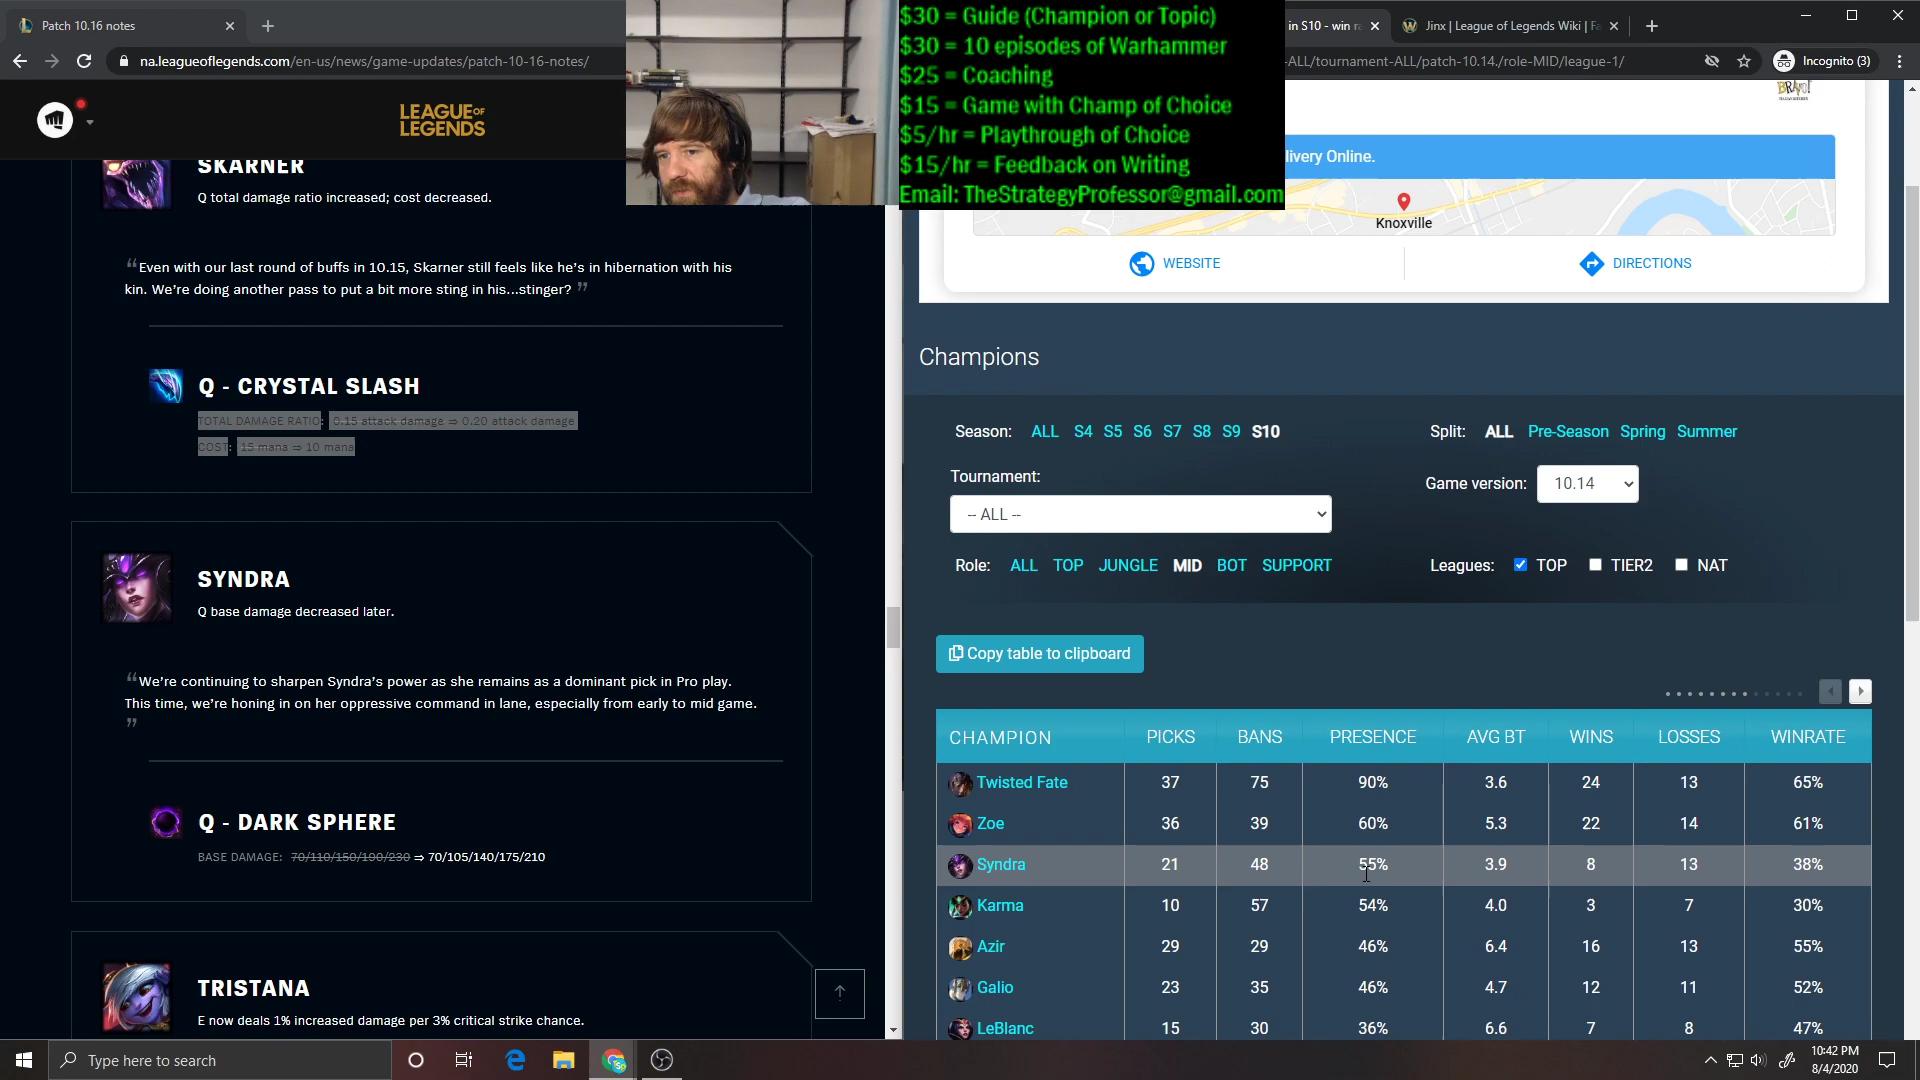 Patch 10.16 notes
na.leagueoflegends.com/en-us/news/game-updates/patch-10-16-notes/
LEAGUE OF
LEGENDS
SKARNER
Q total damage ratio increased; cost decreased.
“Even with our last round of buffs in 10.15, Skarner still feels like he’s in hibernation with his
kin. We’re doing another pass to put a bit more sting in his...stinger? ”
Q - CRYSTAL SLASH
TOTAL DAMAGE RATIO: 0.15 attack damage ⇒ 0.20 attack damage
COST: 15 mana ⇒ 10 mana
SYNDRA
Q base damage decreased later.
“We’re continuing to sharpen Syndra’s power as she remains as a dominant pick in Pro play.
This time, we’re honing in on her oppressive command in lane, especially from early to mid game.
”
Q - DARK SPHERE
BASE DAMAGE: 70/110/150/190/230 ⇒ 70/105/140/175/210
TRISTANA
E now deals 1% increased damage per 3% critical strike chance.
$30 = Guide (Champion or Topic)
$30 = 10 episodes of Warhammer
$25 = Coaching
$15 = Game with Champ of Choice
$5/hr = Playthrough of Choice
$15/hr = Feedback on Writing
Email: TheStrategyProfessor@gmail.com
in S10 - win ra
Jinx | League of Legends Wiki | Fa
-ALL/tournament-ALL/patch-10.14./role-MID/league-1/
Incognito (3)
BRAVO!
livery Online.
Knoxville
WEBSITE
DIRECTIONS
Champions
Season: ALL S4 S5 S6 S7 S8 S9 S10
Split: ALL Pre-Season Spring Summer
Tournament:
-- ALL --
Game version: 10.14
Role: ALL TOP JUNGLE MID BOT SUPPORT
Leagues: TOP TIER2 NAT
Copy table to clipboard
CHAMPION PICKS BANS PRESENCE AVG BT WINS LOSSES WINRATE
Twisted Fate 37 75 90% 3.6 24 13 65%
Zoe 36 39 60% 5.3 22 14 61%
Syndra 21 48 55% 3.9 8 13 38%
Karma 10 57 54% 4.0 3 7 30%
Azir 29 29 46% 6.4 16 13 55%
Galio 23 35 46% 4.7 12 11 52%
LeBlanc 15 30 36% 6.6 7 8 47%
Type here to search
10:42 PM
8/4/2020